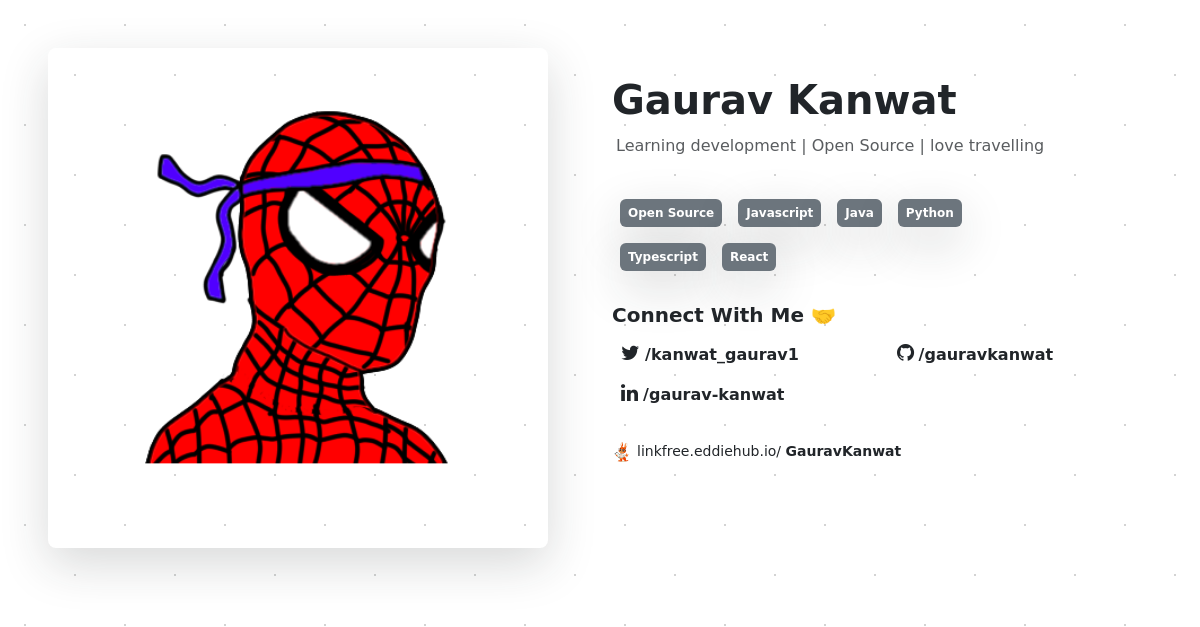 Gaurav Kanwat
Learning development | Open Source | love travelling
Open Source Javascript Java Python
Typescript React
Connect With Me 🤝
/kanwat_gaurav1 /gauravkanwat
/gaurav-kanwat
linkfree.eddiehub.io/ GauravKanwat